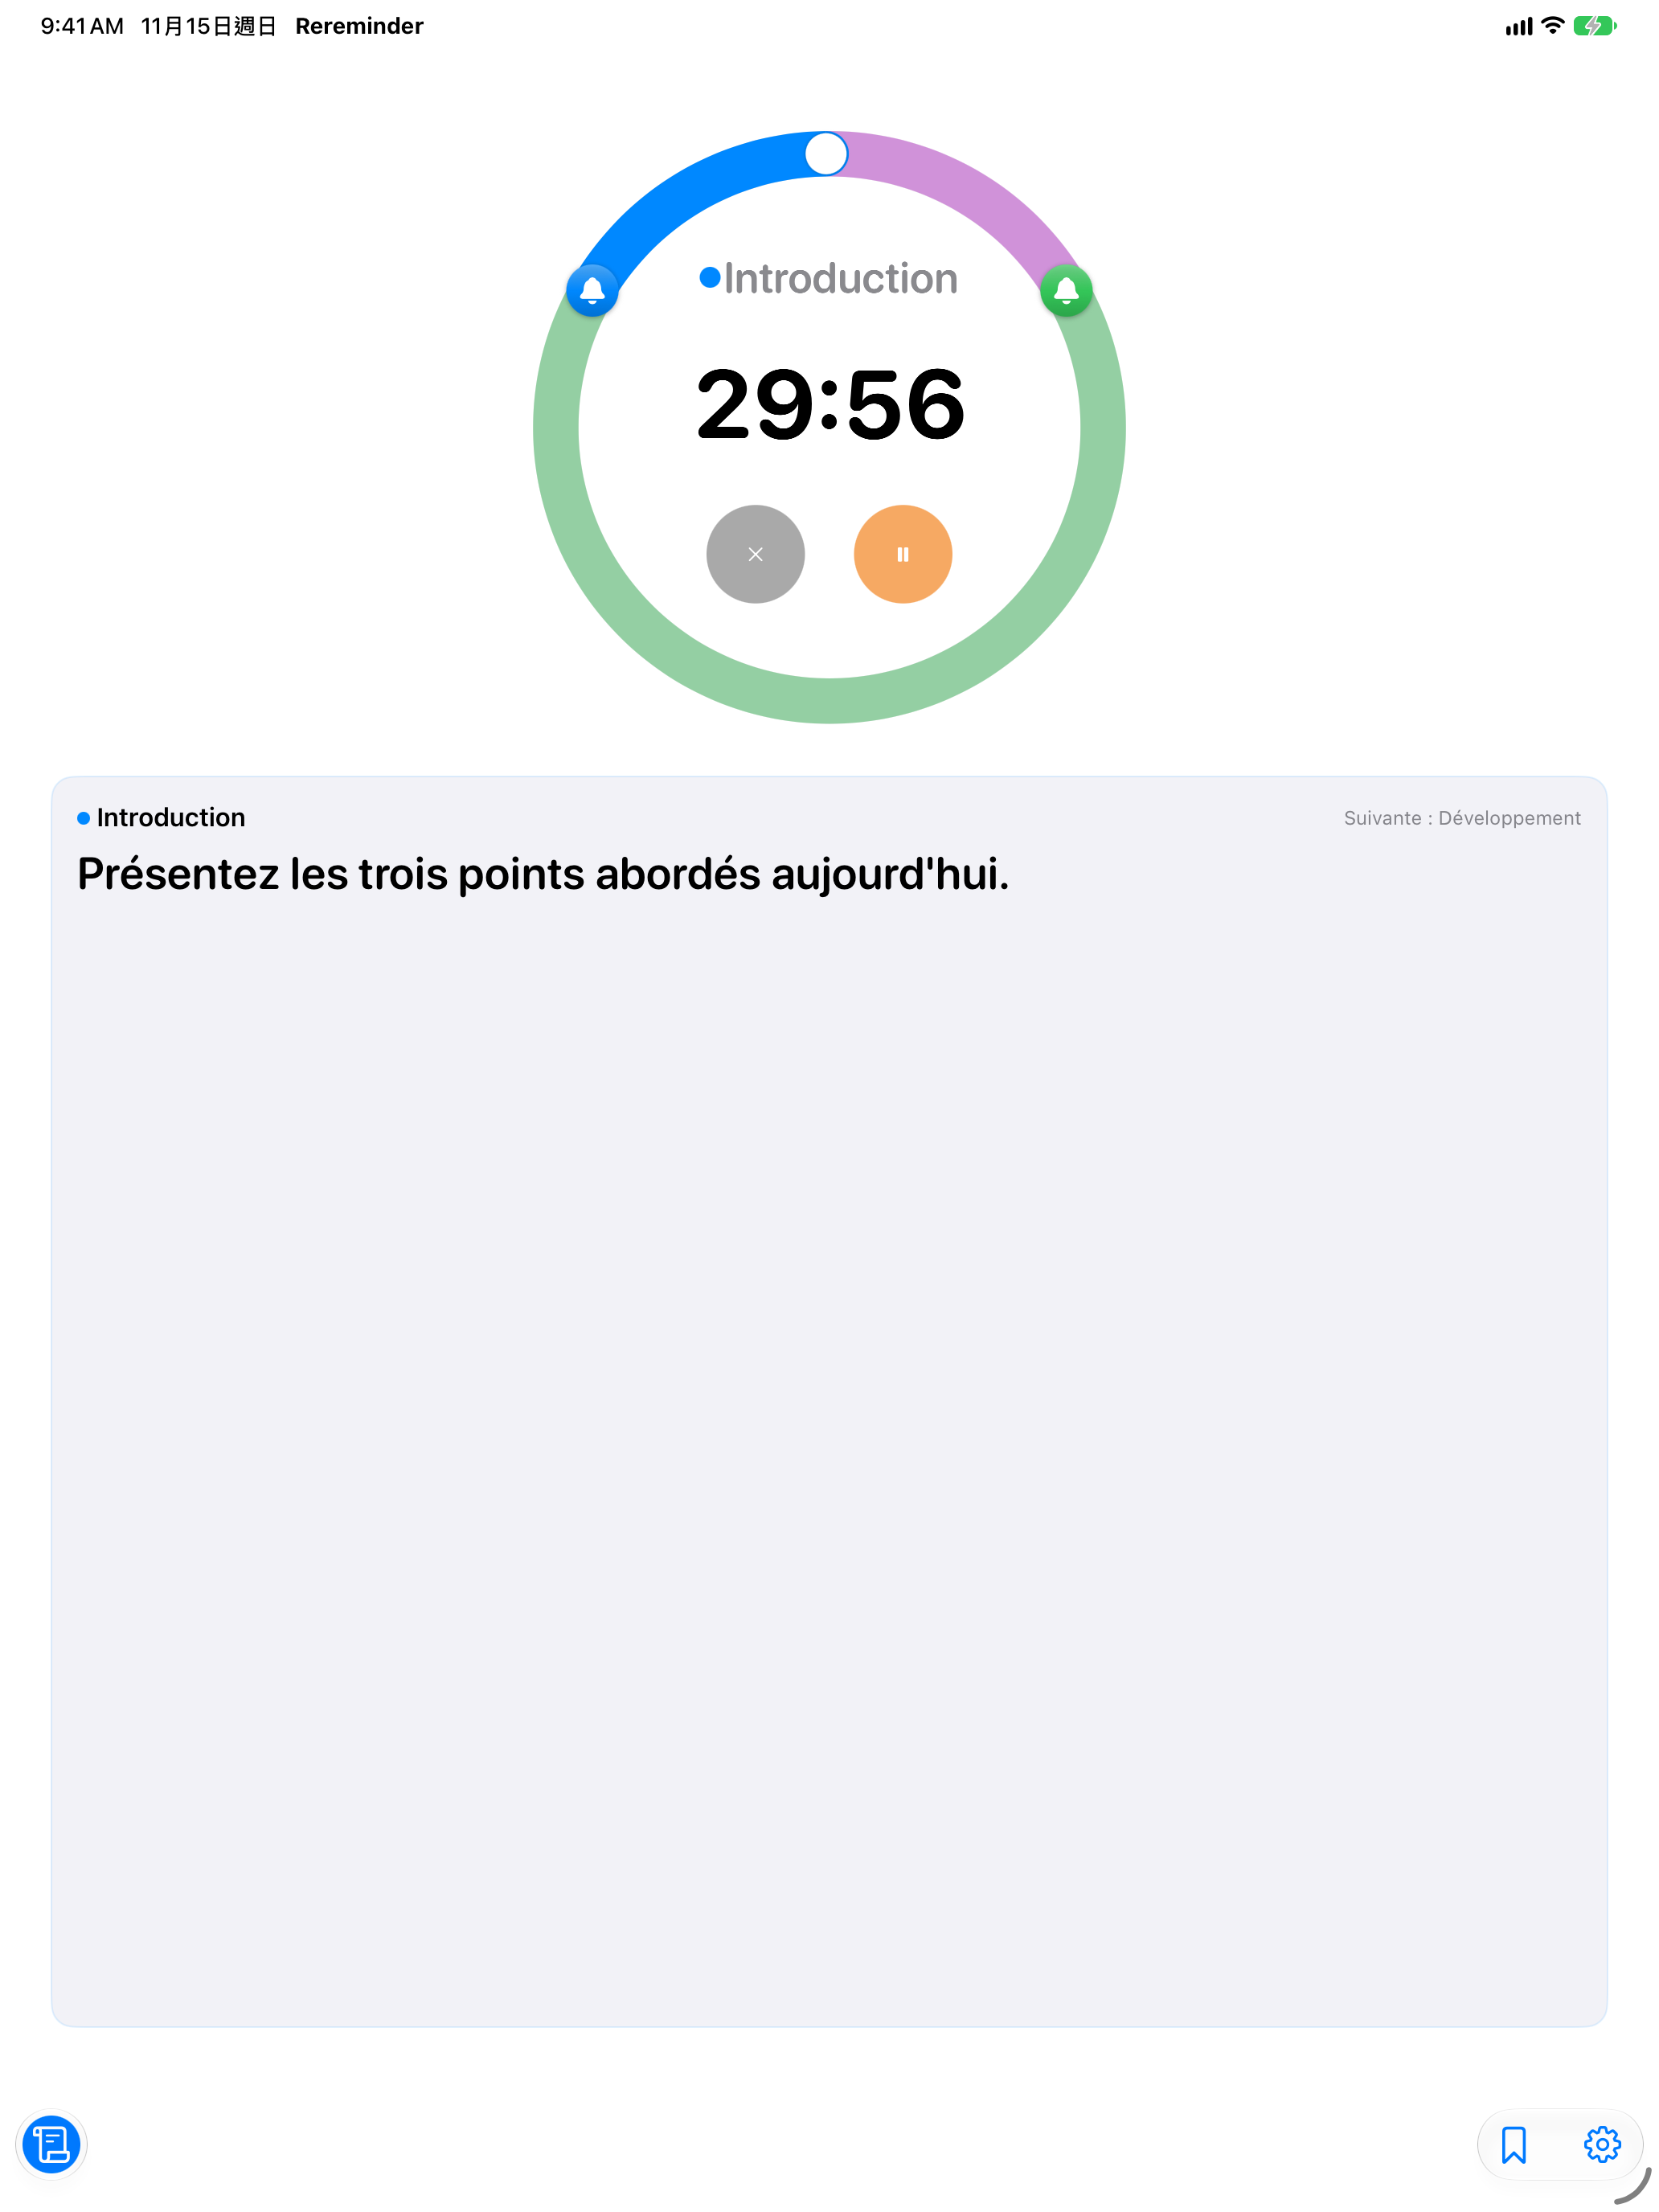 9:41 AM 11月15日週日 Rereminder
Introduction
29:56
Introduction
Suivante : Développement
Présentez les trois points abordés aujourd'hui.